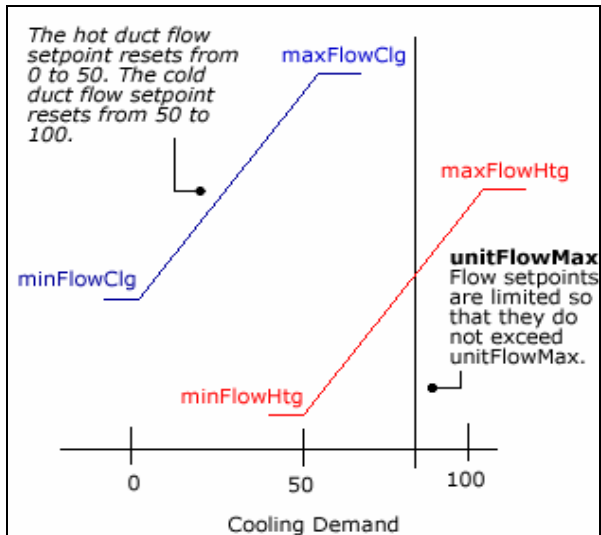 The hot duct flow
setpoint resets from
0 to 50. The cold
duct flow setpoint
resets from 50 to
100.
maxFlowClg
maxFlowHtg
minFlowClg
unitFlowMax
Flow setpoints
are limited so
that they do
not exceed
unitFlowMax.
minFlowHtg
0
50
100
Cooling Demand